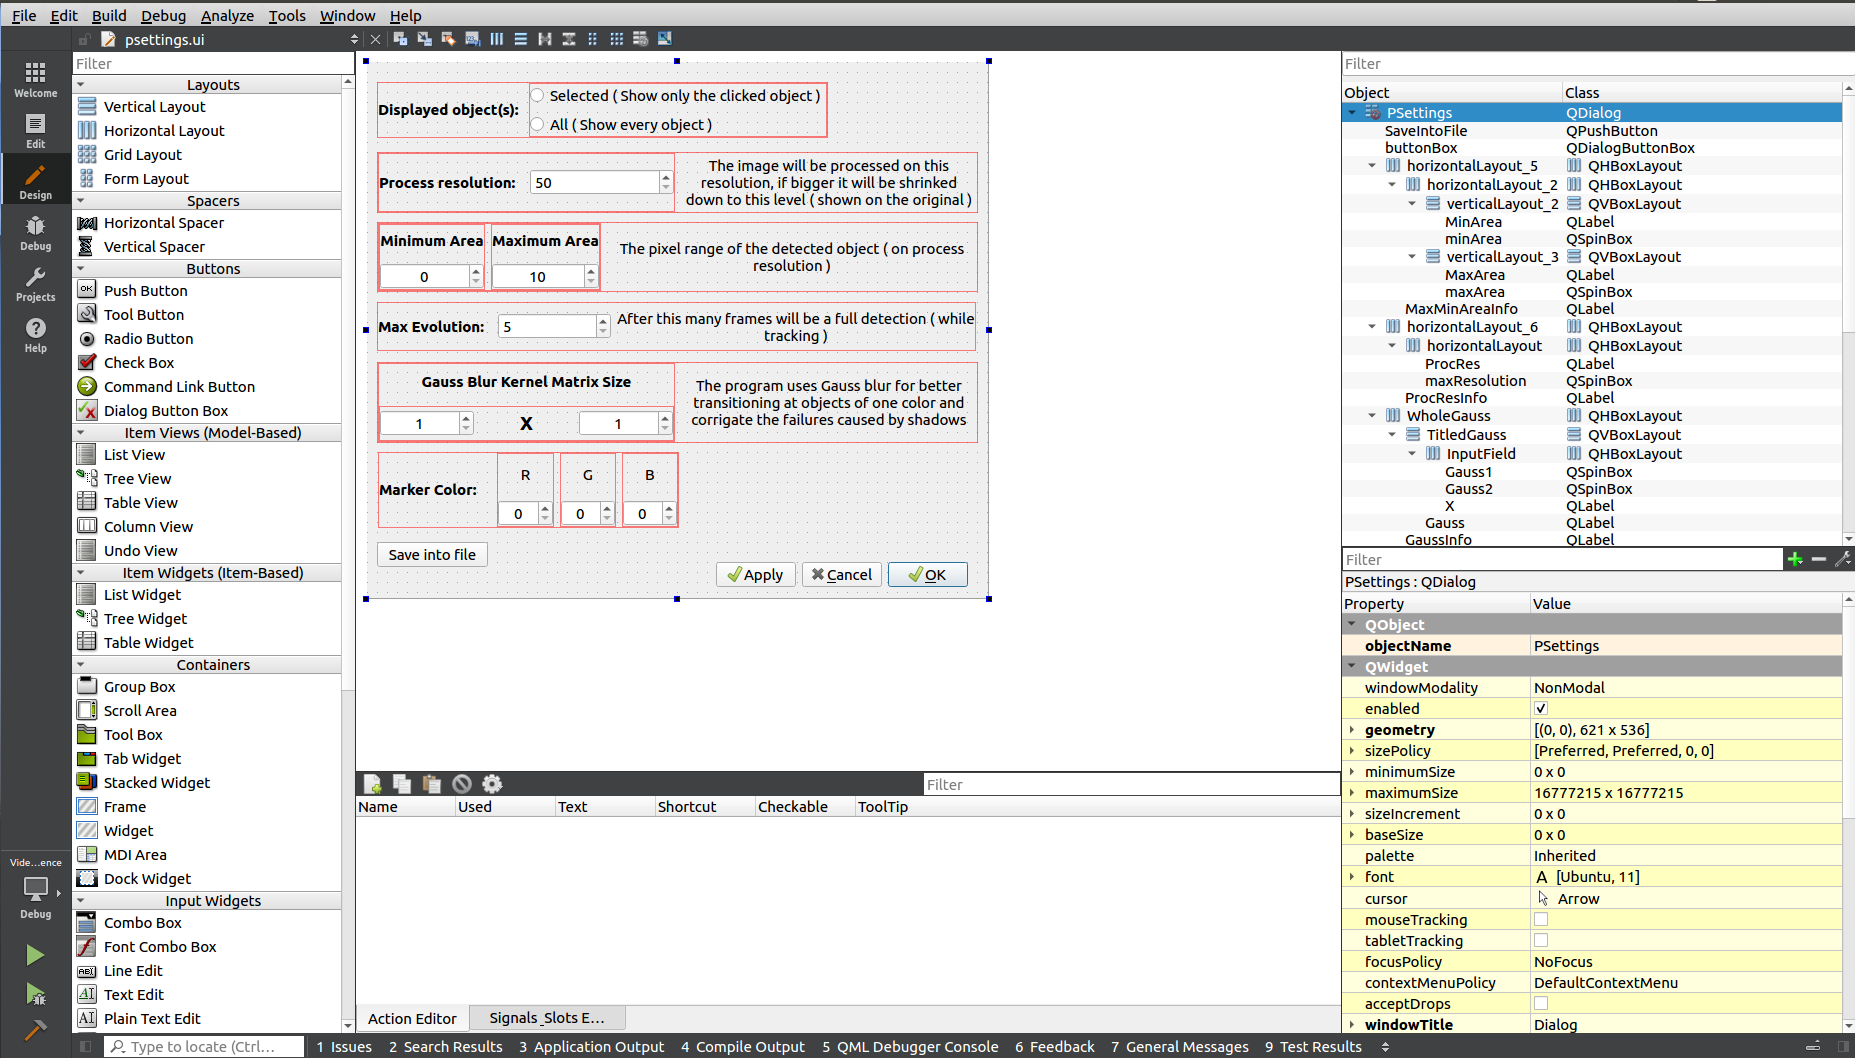 File Edit Build Debug Analyze Tools Window Help
psettings.ui
Welcome
Edit
Design
Debug
Projects
Help
Vide...ence
Debug
Filter
Layouts
Vertical Layout
Horizontal Layout
Grid Layout
Form Layout
Spacers
Horizontal Spacer
Vertical Spacer
Buttons
Push Button
Tool Button
Radio Button
Check Box
Command Link Button
Dialog Button Box
Item Views (Model-Based)
List View
Tree View
Table View
Column View
Undo View
Item Widgets (Item-Based)
List Widget
Tree Widget
Table Widget
Containers
Group Box
Scroll Area
Tool Box
Tab Widget
Stacked Widget
Frame
Widget
MDI Area
Dock Widget
Input Widgets
Combo Box
Font Combo Box
Line Edit
Text Edit
Plain Text Edit
Displayed object(s):
Selected ( Show only the clicked object )
All ( Show every object )
Process resolution: 50
The image will be processed on this
resolution, if bigger it will be shrinked
down to this level ( shown on the original )
Minimum Area Maximum Area
0 10
The pixel range of the detected object ( on process
resolution )
Max Evolution: 5
After this many frames will be a full detection ( while
tracking )
Gauss Blur Kernel Matrix Size
1 X 1
The program uses Gauss blur for better
transitioning at objects of one color and
corrigate the failures caused by shadows
Marker Color:
R G B
0 0 0
Save into file
Apply Cancel OK
Filter
Name Used Text Shortcut Checkable ToolTip
Action Editor Signals_Slots E...
Filter
Object Class
PSettings QDialog
SaveIntoFile QPushButton
buttonBox QDialogButtonBox
horizontalLayout_5 QHBoxLayout
horizontalLayout_2 QHBoxLayout
verticalLayout_2 QVBoxLayout
MinArea QLabel
minArea QSpinBox
verticalLayout_3 QVBoxLayout
MaxArea QLabel
maxArea QSpinBox
MaxMinAreaInfo QLabel
horizontalLayout_6 QHBoxLayout
horizontalLayout QHBoxLayout
ProcRes QLabel
maxResolution QSpinBox
ProcResInfo QLabel
WholeGauss QHBoxLayout
TitledGauss QVBoxLayout
InputField QHBoxLayout
Gauss1 QSpinBox
Gauss2 QSpinBox
X QLabel
Gauss QLabel
GaussInfo QLabel
Filter
PSettings : QDialog
Property Value
QObject
objectName PSettings
QWidget
windowModality NonModal
enabled
geometry [(0, 0), 621 x 536]
sizePolicy [Preferred, Preferred, 0, 0]
minimumSize 0 x 0
maximumSize 16777215 x 16777215
sizeIncrement 0 x 0
baseSize 0 x 0
palette Inherited
font A [Ubuntu, 11]
cursor Arrow
mouseTracking
tabletTracking
focusPolicy NoFocus
contextMenuPolicy DefaultContextMenu
acceptDrops
windowTitle Dialog
Type to locate (Ctrl... 1 Issues 2 Search Results 3 Application Output 4 Compile Output 5 QML Debugger Console 6 Feedback 7 General Messages 9 Test Results